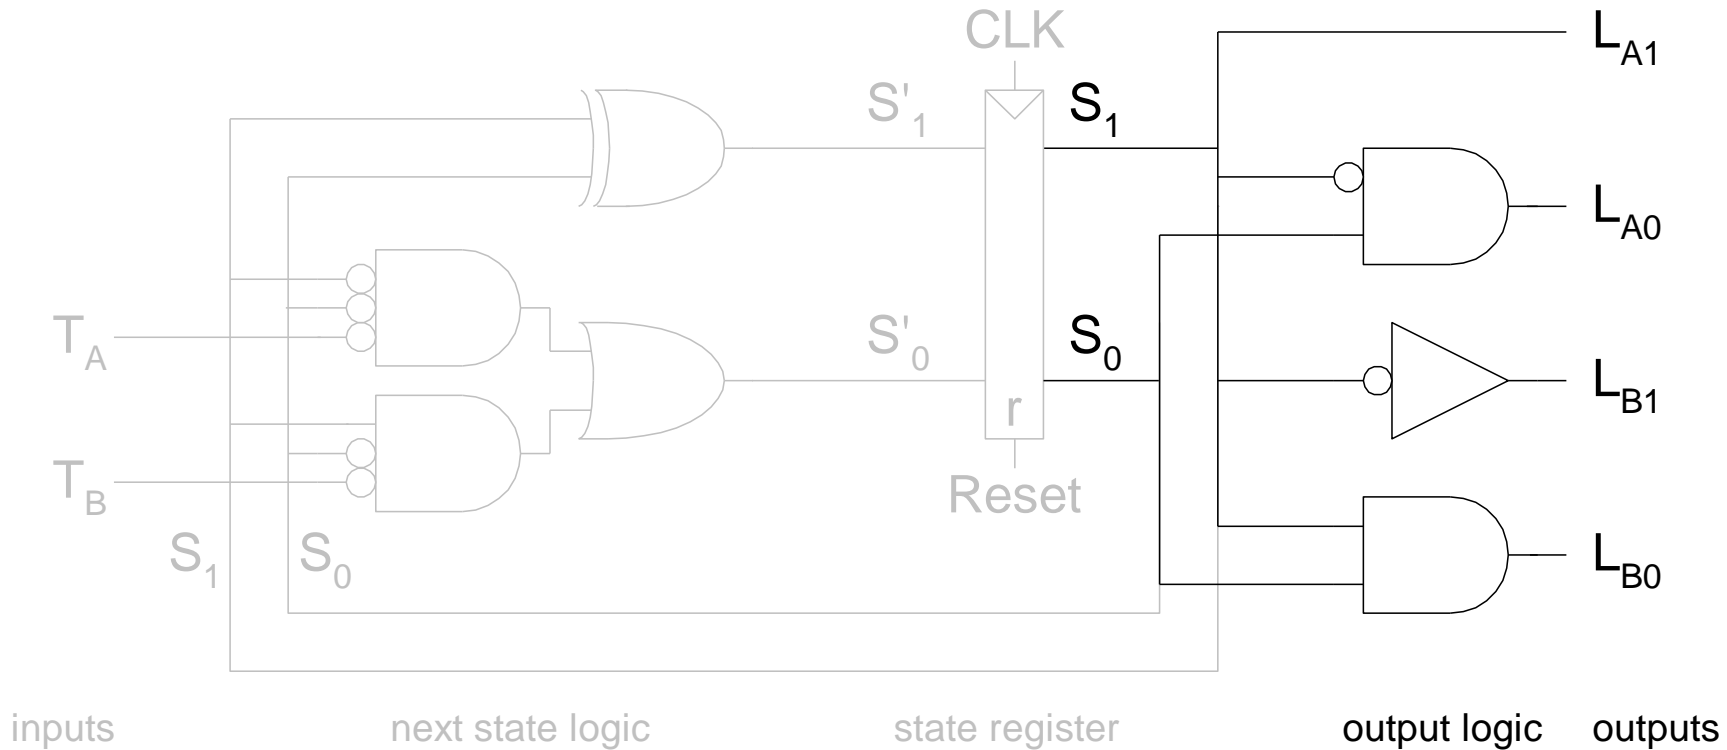 CLK
L_A1
S'_1
S_1
L_A0
T_A
S'_0
S_0
L_B1
r
T_B
Reset
S_1
S_0
L_B0
inputs
next state logic
state register
output logic
outputs